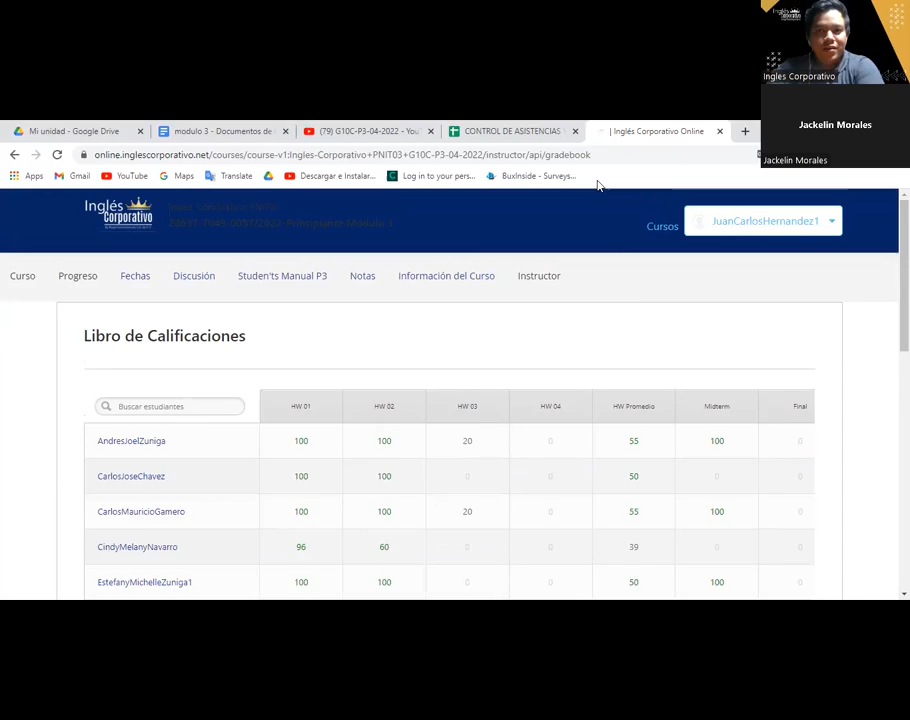 Inglés Corporativo
Ingles Corporativo
Jackelin Morales
Jackelin Morales
Mi unidad - Google Drive
modulo 3 - Documentos de
(79) G10C-P3-04-2022 - You
CONTROL DE ASISTENCIAS
| Inglés Corporativo Online
online.inglescorporativo.net/courses/course-v1:Ingles-Corporativo+PNIT03+G10C-P3-04-2022/instructor/api/gradebook
Apps
Gmail
YouTube
Maps
Translate
Descargar e Instalar...
Log in to your pers...
BuxInside - Surveys...
Inglés Corporativo
Cursos
JuanCarlosHernandez1
Curso
Progreso
Fechas
Discusión
Studen'ts Manual P3
Notas
Información del Curso
Instructor
Libro de Calificaciones
Buscar estudiantes
HW 01 HW 02 HW 03 HW 04 HW Promedio Midterm Final
AndresJoelZuniga 100 100 20 0 55 100 0
CarlosJoseChavez 100 100 0 0 50 0 0
CarlosMauricioGamero 100 100 20 0 55 100 0
CindyMelanyNavarro 96 60 0 0 39 0 0
EstefanyMichelleZuniga1 100 100 0 0 50 100 0